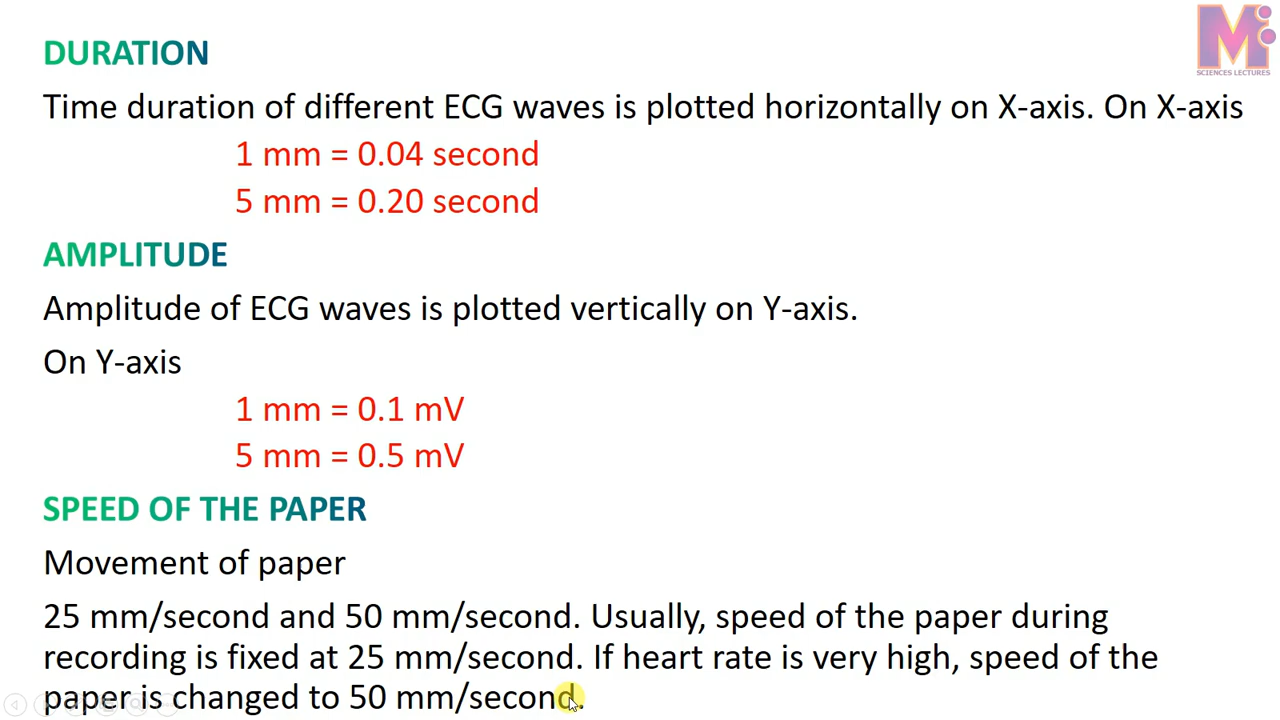 M
SCIENCES LECTURES
DURATION
Time duration of different ECG waves is plotted horizontally on X-axis. On X-axis
1 mm = 0.04 second
5 mm = 0.20 second
AMPLITUDE
Amplitude of ECG waves is plotted vertically on Y-axis.
On Y-axis
1 mm = 0.1 mV
5 mm = 0.5 mV
SPEED OF THE PAPER
Movement of paper
25 mm/second and 50 mm/second. Usually, speed of the paper during
recording is fixed at 25 mm/second. If heart rate is very high, speed of the
paper is changed to 50 mm/second.